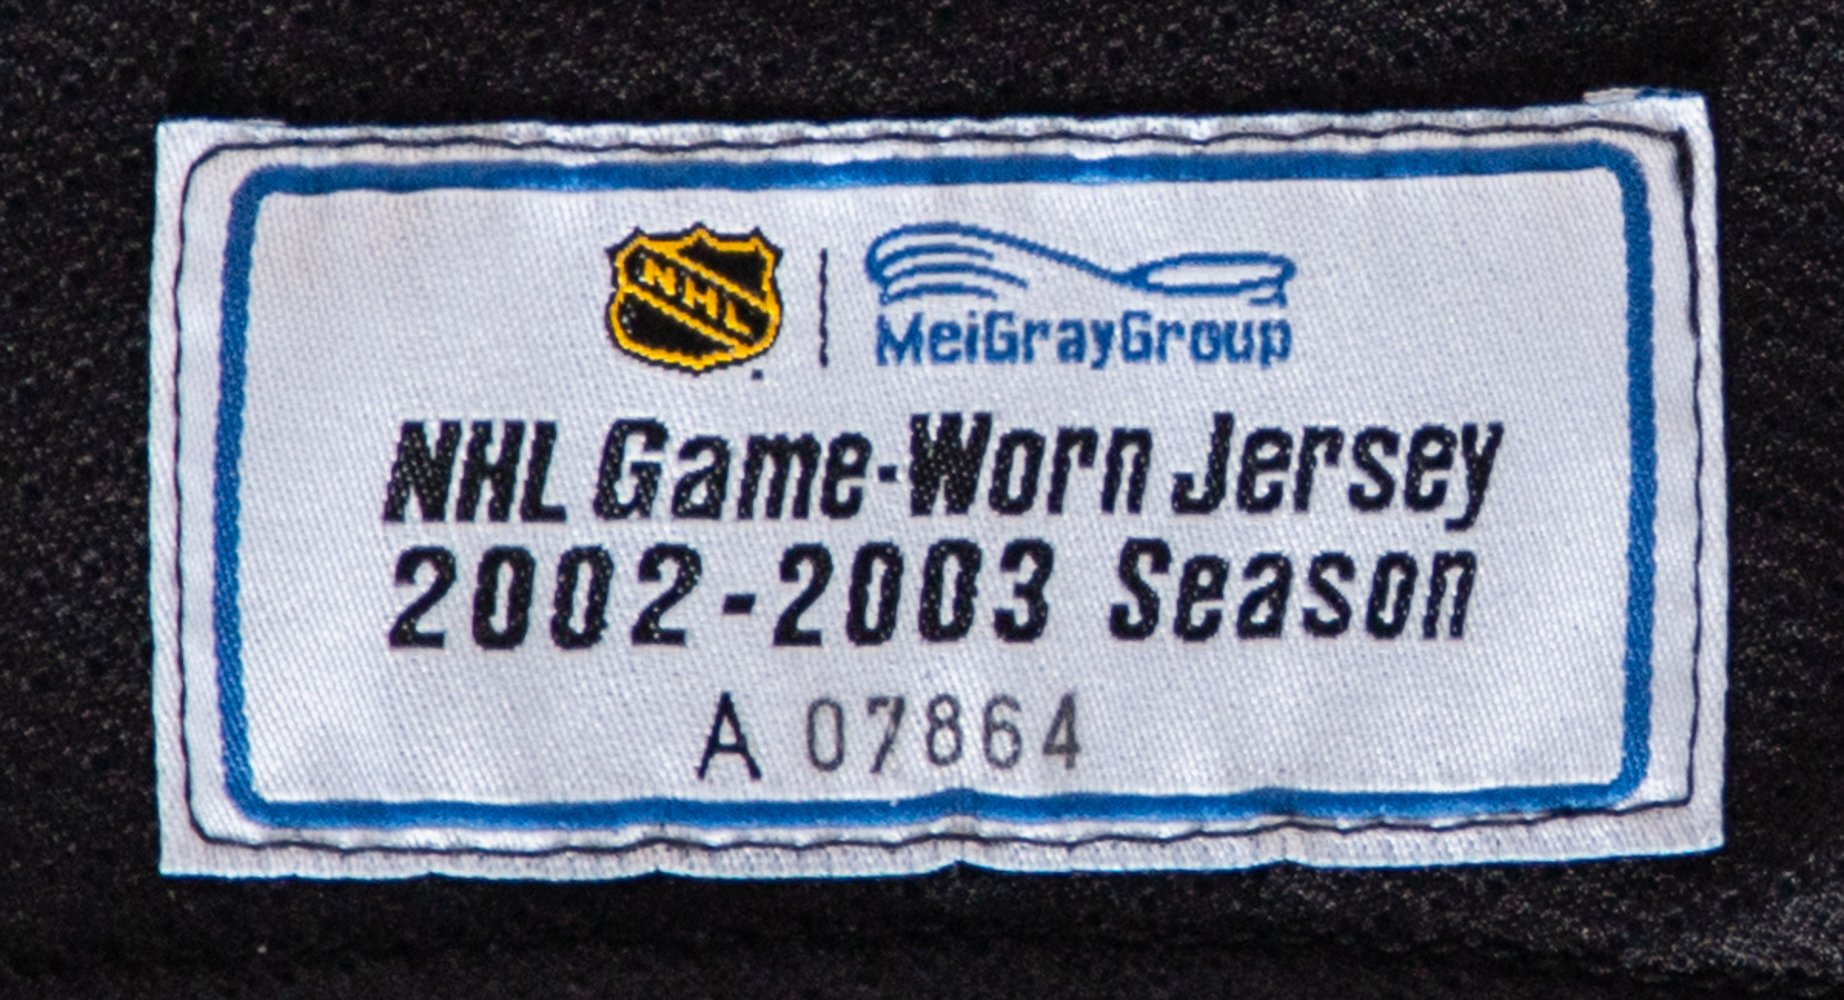 NHL MeiGrayGroup
NHL Game-Worn Jersey
2002-2003 Season
A 07864